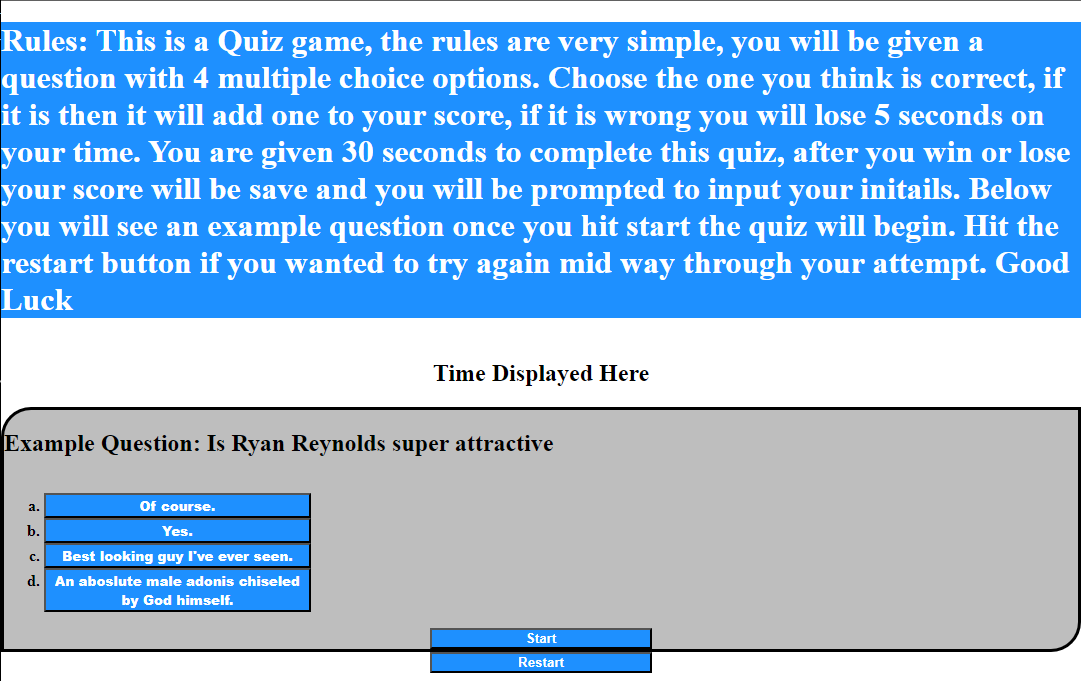 Rules: This is a Quiz game, the rules are very simple, you will be given a
question with 4 multiple choice options. Choose the one you think is correct, if
it is then it will add one to your score, if it is wrong you will lose 5 seconds on
your time. You are given 30 seconds to complete this quiz, after you win or lose
your score will be save and you will be prompted to input your initails. Below
you will see an example question once you hit start the quiz will begin. Hit the
restart button if you wanted to try again mid way through your attempt. Good
Luck
Time Displayed Here
Example Question: Is Ryan Reynolds super attractive
a. Of course.
b. Yes.
c. Best looking guy I've ever seen.
d. An aboslute male adonis chiseled
by God himself.
Start
Restart